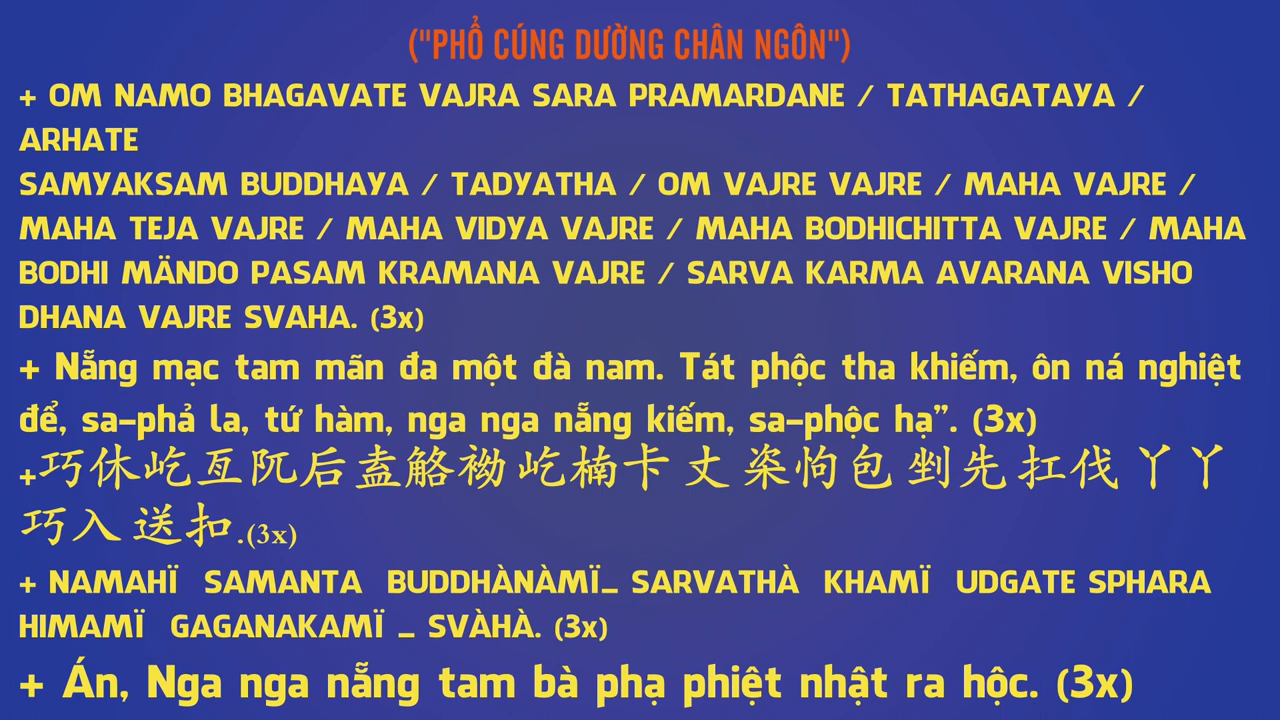 ("PHỔ CÚNG DƯỜNG CHÂN NGÔN")
+ OM NAMO BHAGAVATE VAJRA SARA PRAMARDANE / TATHAGATAYA /
ARHATE
SAMYAKSAM BUDDHAYA / TADYATHA / OM VAJRE VAJRE / MAHA VAJRE /
MAHA TEJA VAJRE / MAHA VIDYA VAJRE / MAHA BODHICHITTA VAJRE / MAHA
BODHI MÄNDO PASAM KRAMANA VAJRE / SARVA KARMA AVARANA VISHO
DHANA VAJRE SVAHA. (3x)
+ Nẵng mạc tam mãn đa một đà nam. Tát phộc tha khiếm, ôn ná nghiệt
để, sa-phả la, tứ hàm, nga nga nẵng kiếm, sa-phộc hạ”. (3x)
+巧休屹亙阢后盍觡袎屹楠卡丈 桼怐包 剉先 扛伐 丫丫
巧入 送扣.(3x)
+ NAMAHÏ SAMANTA BUDDHÀNÀMÏ_ SARVATHÀ KHAMÏ UDGATE SPHARA
HIMAMÏ GAGANAKAMÏ _ SVÀHÀ. (3x)
+ Án, Nga nga nẵng tam bà phạ phiệt nhật ra hộc. (3x)